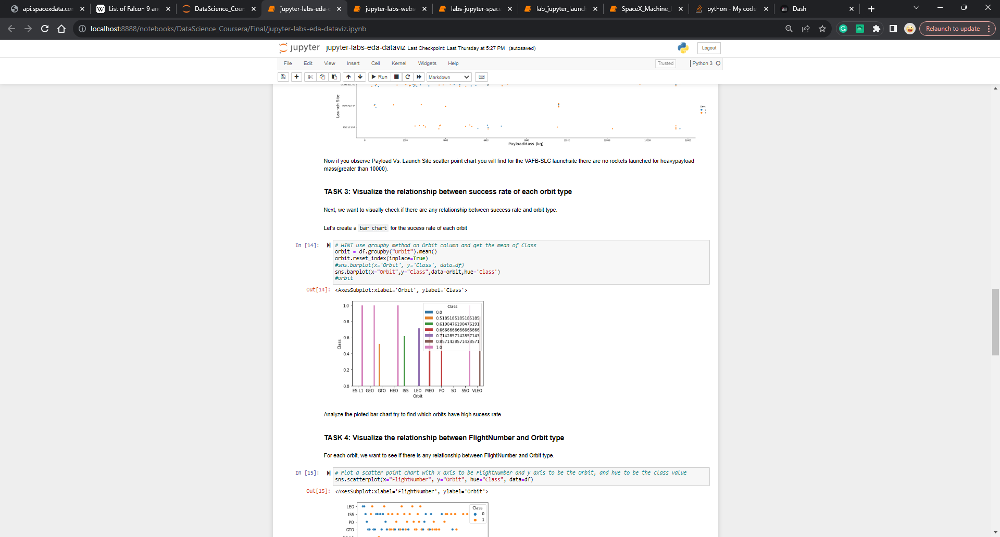 api.spacexdata.com
List of Falcon 9 an
DataScience_Cour
jupyter-labs-eda-d
jupyter-labs-webs
labs-jupyter-space
lab_jupyter_launch
SpaceX_Machine_
python - My code
Dash
localhost:8888/notebooks/DataScience_Coursera/Final/jupyter-labs-eda-dataviz.ipynb
Relaunch to update
jupyter jupyter-labs-eda-dataviz Last Checkpoint: Last Thursday at 5:27 PM (autosaved)
Logout
File Edit View Insert Cell Kernel Widgets Help
Trusted
Python 3
Run
Markdown
Launch Site
PayloadMass (kg)
Now if you observe Payload Vs. Launch Site scatter point chart you will find for the VAFB-SLC launchsite there are no rockets launched for heavypayload
mass(greater than 10000).
TASK 3: Visualize the relationship between success rate of each orbit type
Next, we want to visually check if there are any relationship between success rate and orbit type.
Let's create a bar chart for the sucess rate of each orbit
In [14]:
# HINT use groupby method on Orbit column and get the mean of Class
orbit = df.groupby("Orbit").mean()
orbit.reset_index(inplace=True)
#sns.barplot(x='Orbit', y='Class', data=df)
sns.barplot(x="Orbit",y="Class",data=orbit,hue='Class')
#orbit
Out[14]: <AxesSubplot:xlabel='Orbit', ylabel='Class'>
1.0
0.8
0.6
0.4
0.2
0.0
Class
Class
0.0
0.5185185185185185
0.6190476190476191
0.6666666666666666
0.7142857142857143
0.8571428571428571
1.0
ES-L1 GEO GTO HEO ISS LEO MEO PO SO SSO VLEO
Orbit
Analyze the ploted bar chart try to find which orbits have high sucess rate.
TASK 4: Visualize the relationship between FlightNumber and Orbit type
For each orbit, we want to see if there is any relationship between FlightNumber and Orbit type.
In [15]:
# Plot a scatter point chart with x axis to be FlightNumber and y axis to be the Orbit, and hue to be the class value
sns.scatterplot(x="FlightNumber", y="Orbit", hue="Class", data=df)
Out[15]: <AxesSubplot:xlabel='FlightNumber', ylabel='Orbit'>
LEO
ISS
PO
GTO
Class
0
1